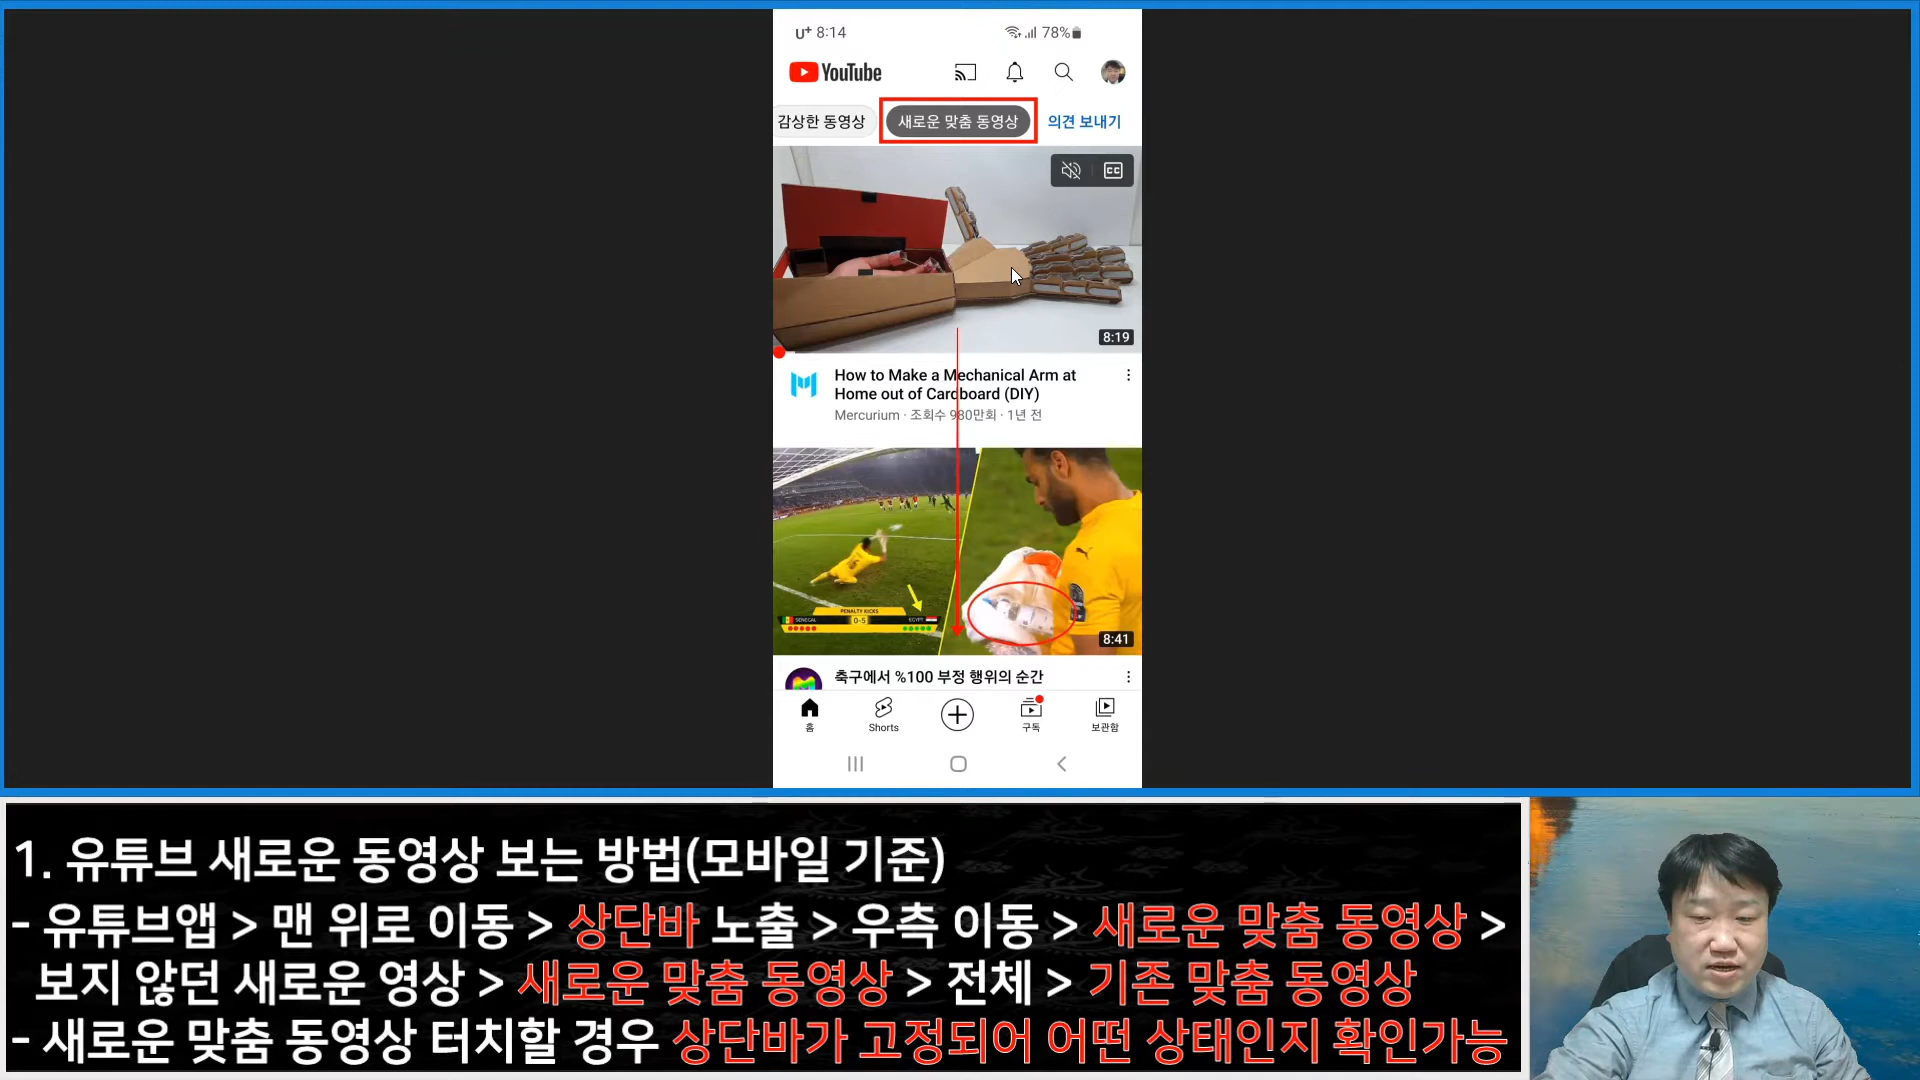 U+ 8:14
78%
YouTube
감상한 동영상
새로운 맞춤 동영상
의견 보내기
CC
8:19
How to Make a Mechanical Arm at
Home out of Cardboard (DIY)
Mercurium · 조회수 980만회 · 1년 전
PENALTY KICKS
SENEGAL 0-5 EGYPT
8:41
축구에서 %100 부정 행위의 순간
홈
Shorts
구독
보관함
1. 유튜브 새로운 동영상 보는 방법(모바일 기준)
- 유튜브앱 > 맨 위로 이동 > 상단바 노출 > 우측 이동 > 새로운 맞춤 동영상 >
보지 않던 새로운 영상 > 새로운 맞춤 동영상 > 전체 > 기존 맞춤 동영상
- 새로운 맞춤 동영상 터치할 경우 상단바가 고정되어 어떤 상태인지 확인가능